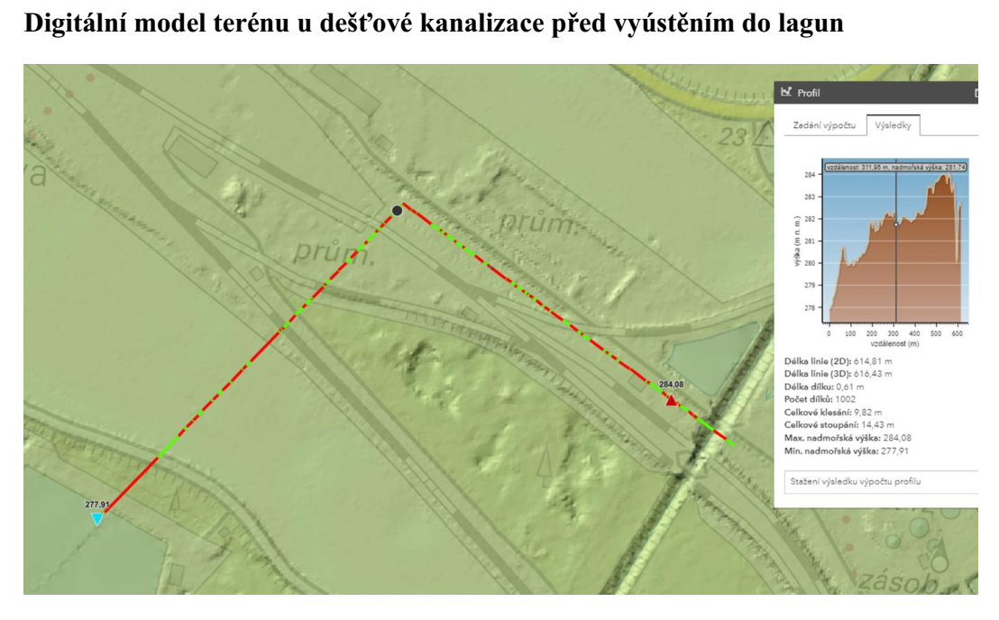 Digitální model terénu u dešťové kanalizace před vyústěním do lagun
Profil
Zadání výpočtu Výsledky
vzdálenost: 311.95 m, nadmořská výška: 281.74
284
283
282
281
280
279
278
výška (m n. m.)
0 100 200 300 400 500 600
vzdálenost (m)
Délka linie (2D): 614,81 m
Délka linie (3D): 616,43 m
Délka dílku: 0,61 m
Počet dílků: 1002
Celkové klesání: 9,82 m
Celkové stoupání: 14,43 m
Max. nadmořská výška: 284,08
Min. nadmořská výška: 277,91
Stažení výsledku výpočtu profilu
23
va
prům.
prům.
284,08
277,91
zásob.